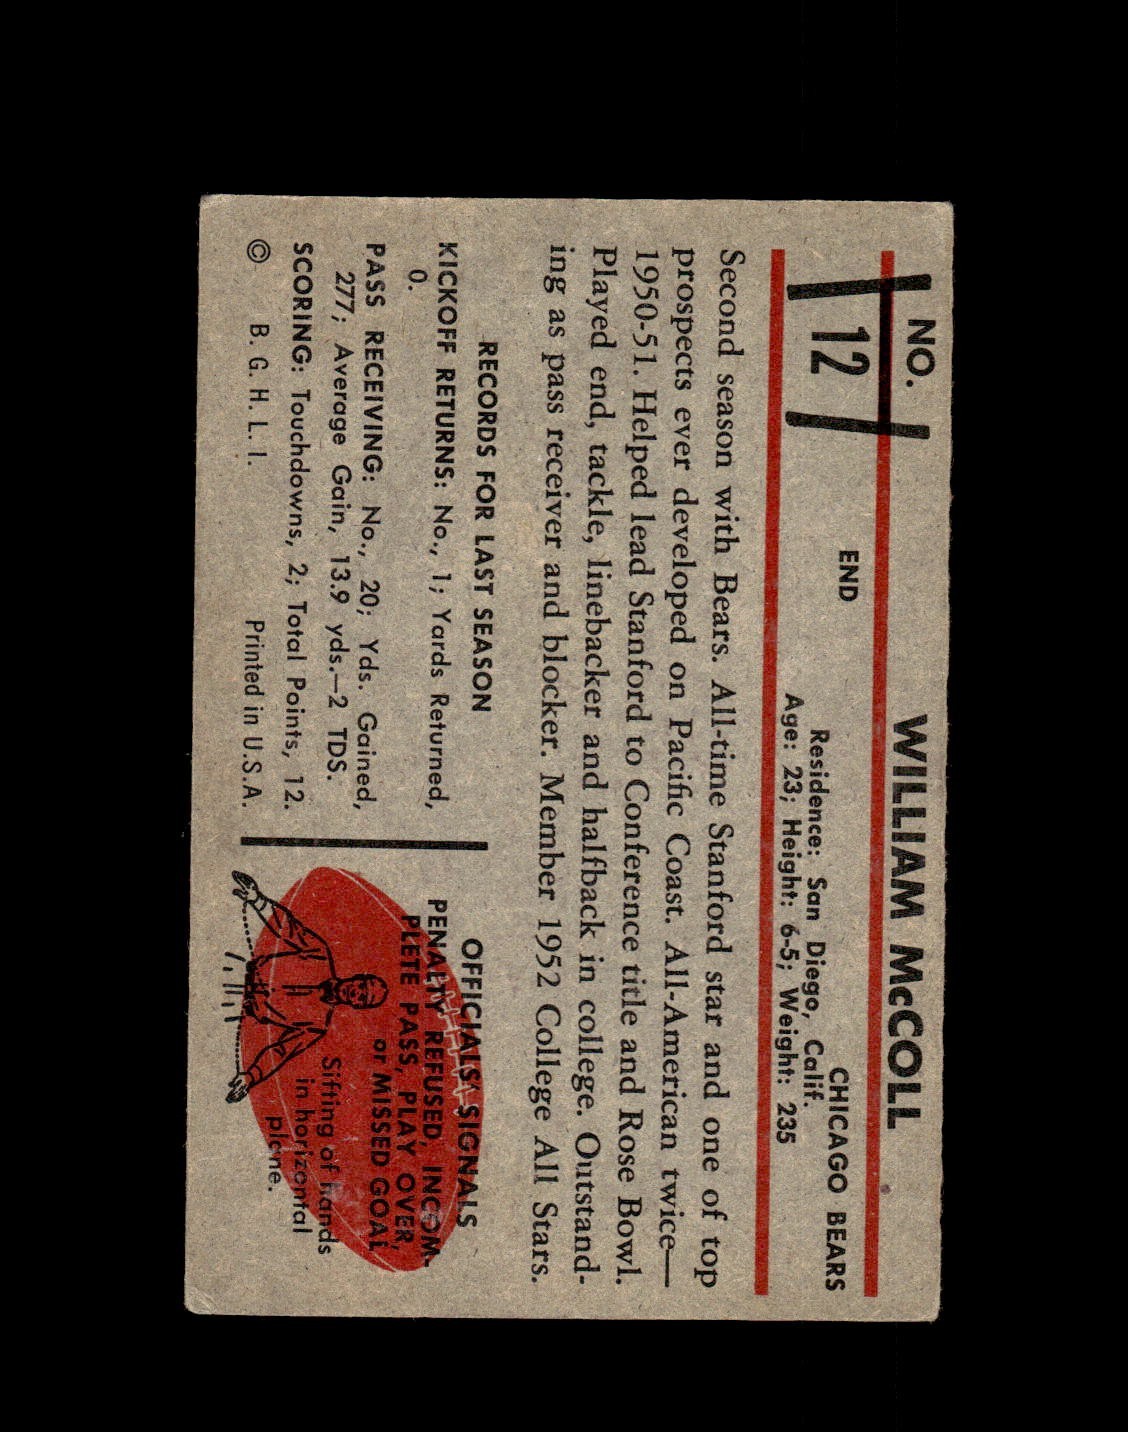 NO.
12
WILLIAM McCOLL
END
CHICAGO BEARS
Residence: San Diego, Calif.
Age: 23; Height: 6-5; Weight: 235
Second season with Bears. All-time Stanford star and one of top
prospects ever developed on Pacific Coast. All-American twice—
1950-51. Helped lead Stanford to Conference title and Rose Bowl.
Played end, tackle, linebacker and halfback in college. Outstand-
ing as pass receiver and blocker. Member 1952 College All Stars.
RECORDS FOR LAST SEASON
KICKOFF RETURNS: No., 1; Yards Returned,
0.
PASS RECEIVING: No., 20; Yds. Gained,
277; Average Gain, 13.9 yds.—2 TDS.
SCORING: Touchdowns, 2; Total Points, 12.
© B. G. H. L. I. Printed in U.S.A.
OFFICIALS' SIGNALS
PENALTY REFUSED, INCOM-
PLETE PASS, PLAY OVER,
or MISSED GOAL
Sifting of hands
in horizontal
plane.